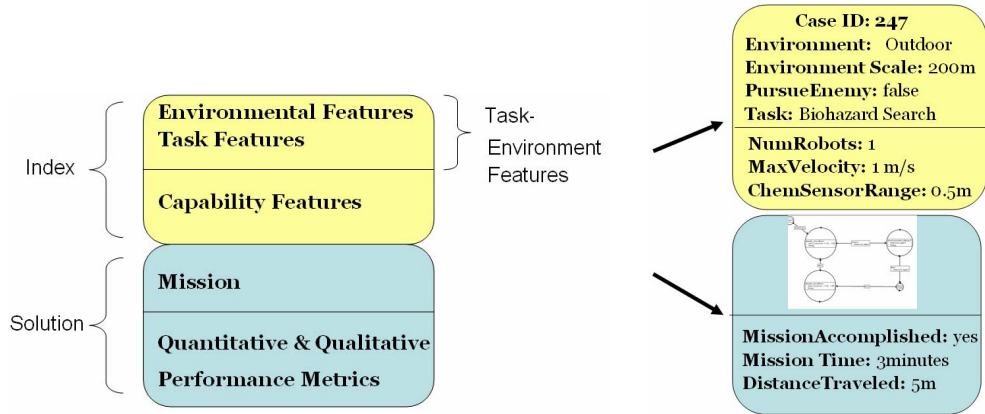 Index
Solution
Environmental Features
Task Features
Capability Features
Mission
Quantitative & Qualitative
Performance Metrics
Task-
Environment
Features
Case ID: 247
Environment: Outdoor
Environment Scale: 200m
PursueEnemy: false
Task: Biohazard Search
NumRobots: 1
MaxVelocity: 1 m/s
ChemSensorRange: 0.5m
MissionAccomplished: yes
Mission Time: 3minutes
DistanceTraveled: 5m